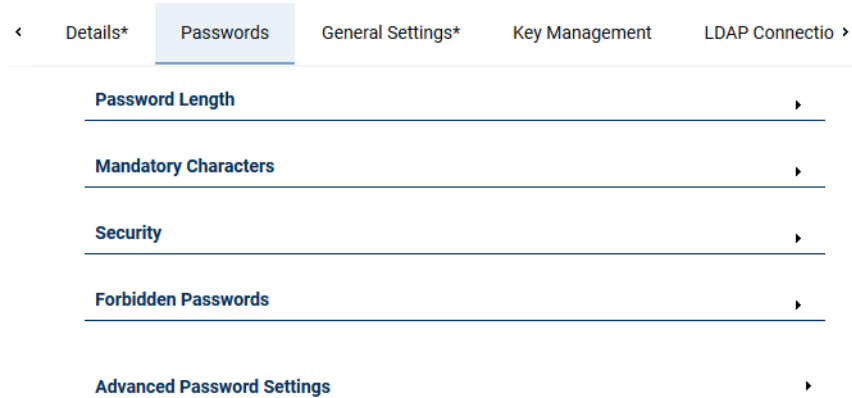 Details* Passwords General Settings* Key Management LDAP Connectio
Password Length
Mandatory Characters
Security
Forbidden Passwords
Advanced Password Settings